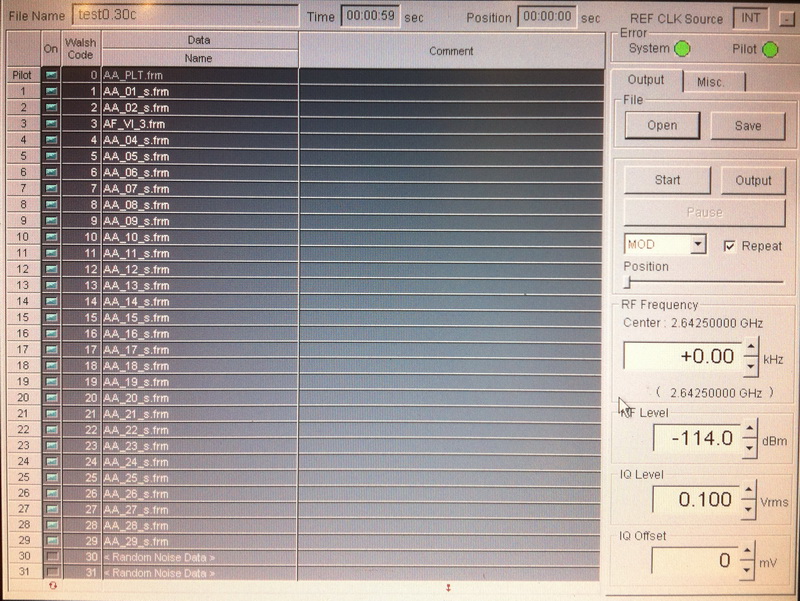 File Name test0.30c Time 00:00:59 sec Position 00:00:00 sec REF CLK Source INT
On Walsh Code Data Name Comment
Pilot 0 AA_PLT.frm
1 1 AA_01_s.frm
2 2 AA_02_s.frm
3 3 AF_VI_3.frm
4 4 AA_04_s.frm
5 5 AA_05_s.frm
6 6 AA_06_s.frm
7 7 AA_07_s.frm
8 8 AA_08_s.frm
9 9 AA_09_s.frm
10 10 AA_10_s.frm
11 11 AA_11_s.frm
12 12 AA_12_s.frm
13 13 AA_13_s.frm
14 14 AA_14_s.frm
15 15 AA_15_s.frm
16 16 AA_16_s.frm
17 17 AA_17_s.frm
18 18 AA_18_s.frm
19 19 AA_19_s.frm
20 20 AA_20_s.frm
21 21 AA_21_s.frm
22 22 AA_22_s.frm
23 23 AA_23_s.frm
24 24 AA_24_s.frm
25 25 AA_25_s.frm
26 26 AA_26_s.frm
27 27 AA_27_s.frm
28 28 AA_28_s.frm
29 29 AA_29_s.frm
30 30 < Random Noise Data >
31 31 < Random Noise Data >
Error
System Pilot
Output Misc.
File
Open Save
Start Output
Pause
MOD Repeat
Position
RF Frequency
Center : 2.64250000 GHz
+0.00 kHz
( 2.64250000 GHz )
RF Level
-114.0 dBm
IQ Level
0.100 Vrms
IQ Offset
0 mV